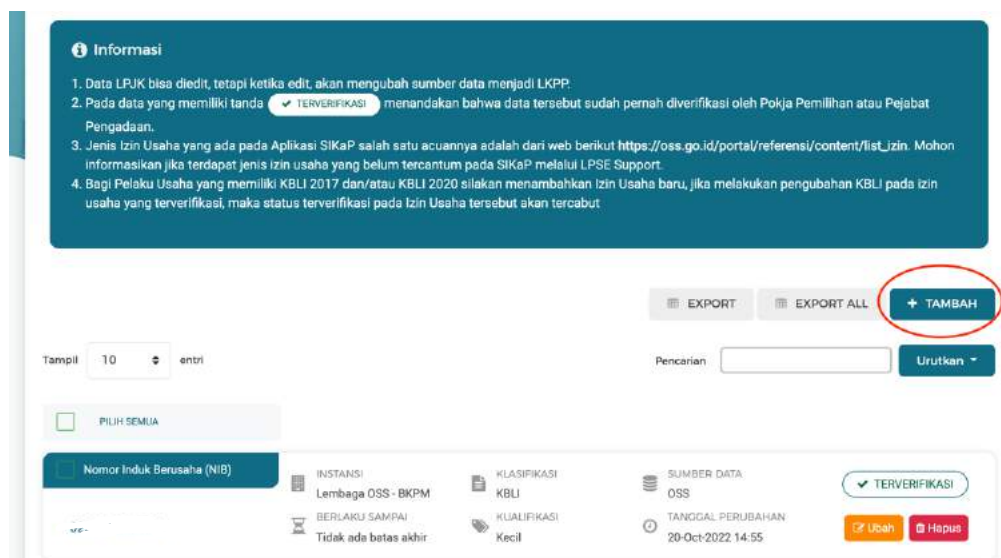 Informasi
1. Data LPJK bisa diedit, tetapi ketika edit, akan mengubah sumber data menjadi LKPP.
2. Pada data yang memiliki tanda TERVERIFIKASI menandakan bahwa data tersebut sudah pernah diverifikasi oleh Pokja Pemilihan atau Pejabat
Pengadaan.
3. Jenis Izin Usaha yang ada pada Aplikasi SIKaP salah satu acuannya adalah dari web berikut https://oss.go.id/portal/referensi/content/list_izin. Mohon
informasikan jika terdapat jenis izin usaha yang belum tercantum pada SIKaP melalui LPSE Support.
4. Bagi Pelaku Usaha yang memiliki KBLI 2017 dan/atau KBLI 2020 silakan menambahkan Izin Usaha baru, jika melakukan pengubahan KBLI pada izin
usaha yang terverifikasi, maka status terverifikasi pada Izin Usaha tersebut akan tercabut
EXPORT EXPORT ALL + TAMBAH
Tampil 10 entri Pencarian Urutkan
PILIH SEMUA
Nomor Induk Berusaha (NIB)
INSTANSI KLASIFIKASI SUMBER DATA
Lembaga OSS - BKPM KBLI OSS
TERVERIFIKASI
BERLAKU SAMPAI KUALIFIKASI TANGGAL PERUBAHAN
Tidak ada batas akhir Kecil 20-Oct-2022 14:55
Ubah Hapus